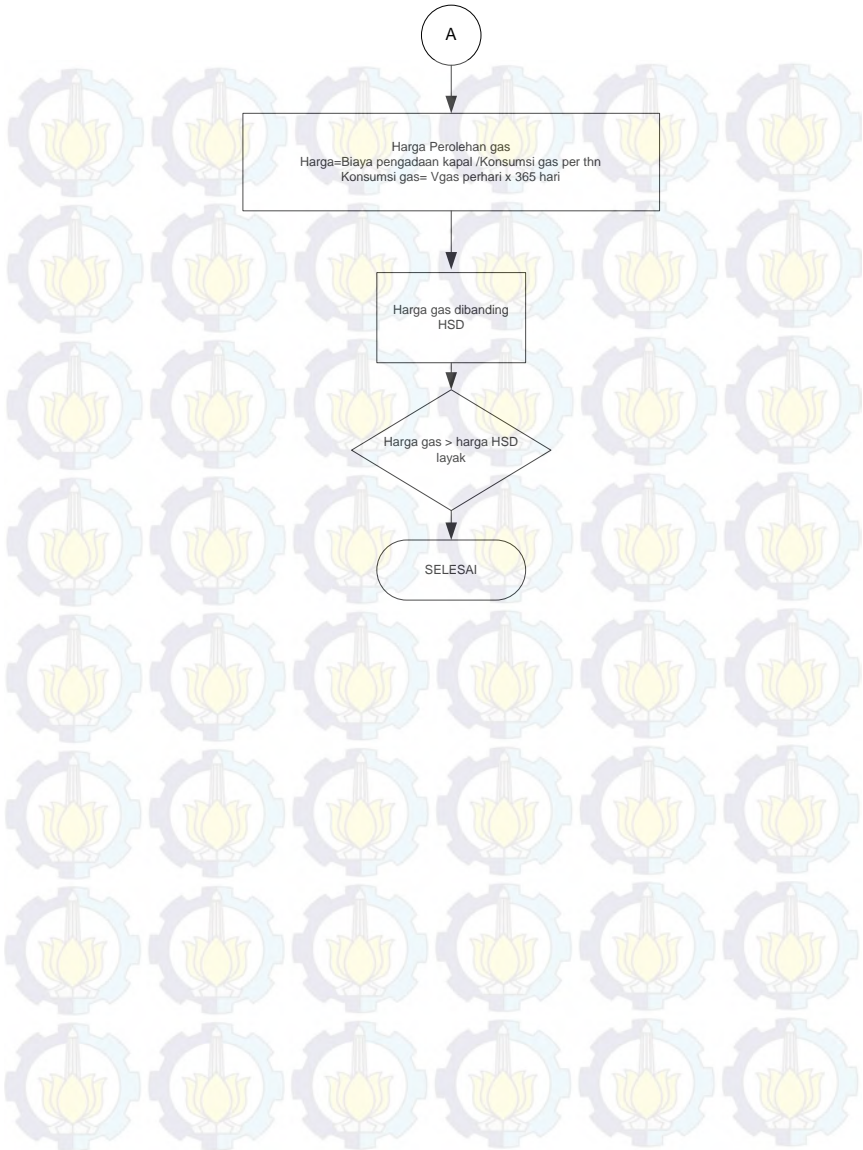 A
Harga Perolehan gas
Harga=Biaya pengadaan kapal /Konsumsi gas per thn
Konsumsi gas= Vgas perhari x 365 hari
Harga gas dibanding
HSD
Harga gas > harga HSD
layak
SELESAI